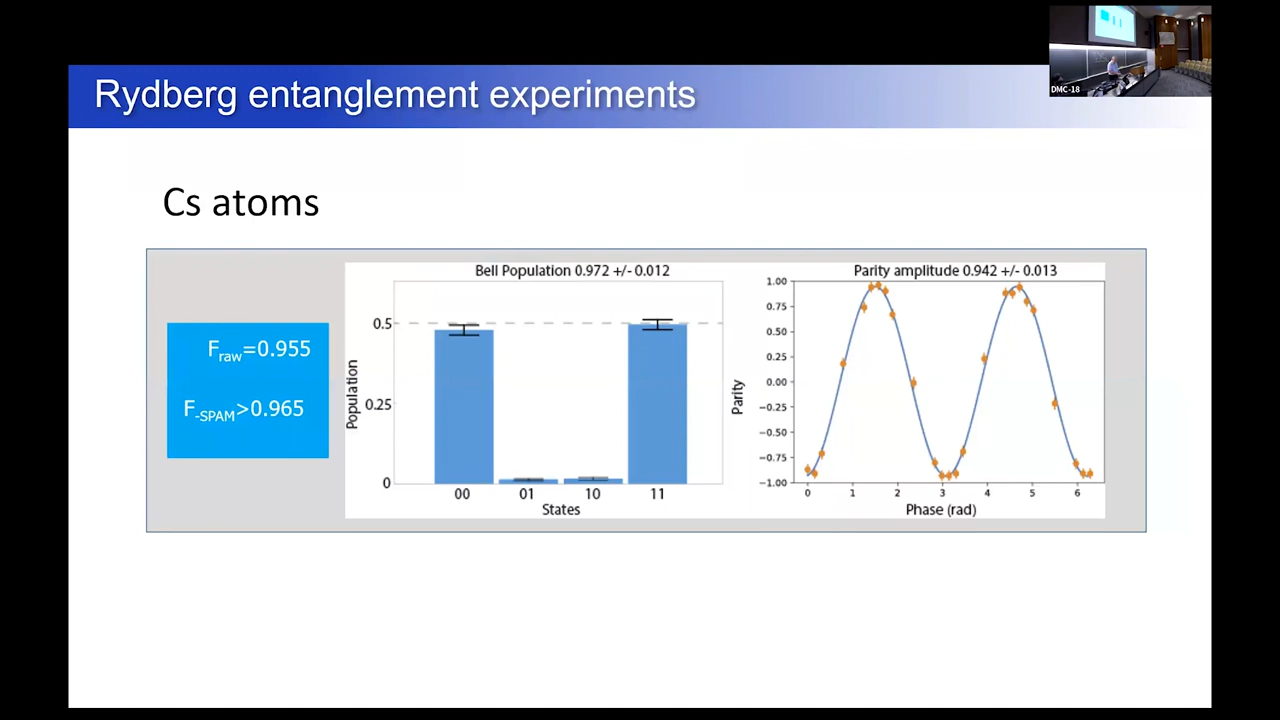 DMC-18
Rydberg entanglement experiments
Cs atoms
F_raw=0.955
F_-SPAM>0.965
Bell Population 0.972 +/- 0.012
Population
0.5
0.25
0
00 01 10 11
States
Parity amplitude 0.942 +/- 0.013
Parity
1.00
0.75
0.50
0.25
0.00
−0.25
−0.50
−0.75
−1.00
0 1 2 3 4 5 6
Phase (rad)